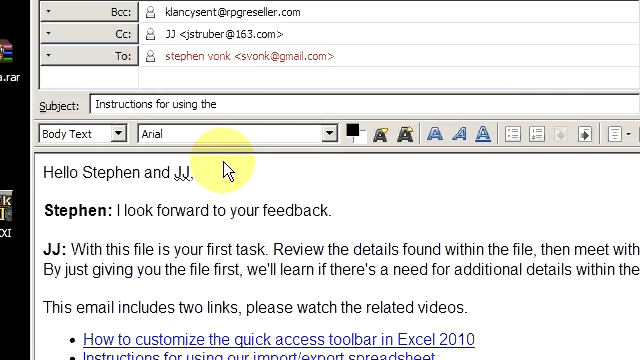 Bcc: klancysent@rpgreseller.com
Cc: JJ <jstruber@163.com>
a.rar
To: stephen vonk <svonk@gmail.com>
Subject: Instructions for using the
Body Text Arial
Hello Stephen and JJ,
XI
Stephen: I look forward to your feedback.
JJ: With this file is your first task. Review the details found within the file, then meet with
By just giving you the file first, we'll learn if there's a need for additional details within the
This email includes two links, please watch the related videos.
• How to customize the quick access toolbar in Excel 2010
• Instructions for using our import/export spreadsheet